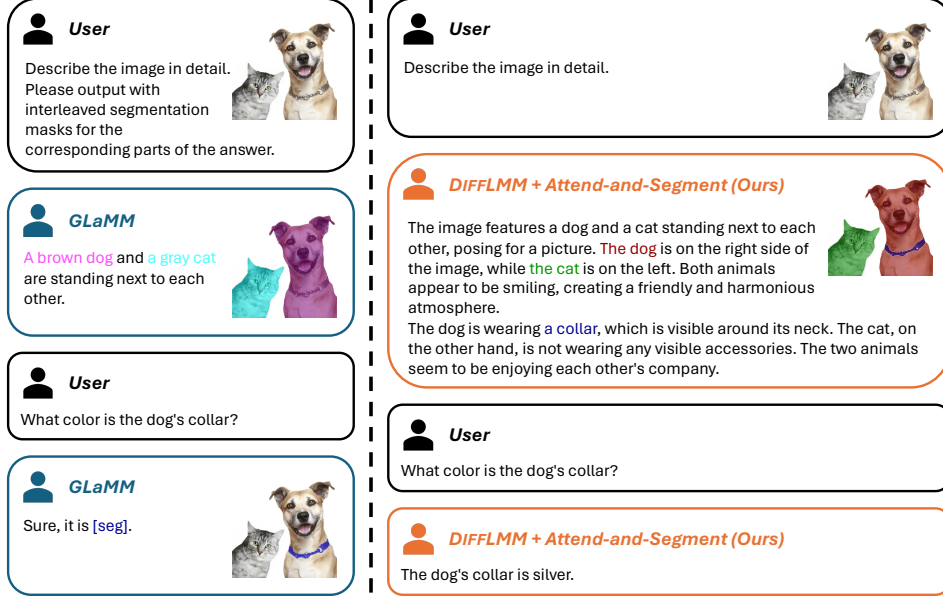 User
Describe the image in detail.
Please output with
interleaved segmentation
masks for the
corresponding parts of the answer.
GLaMM
A brown dog and a gray cat
are standing next to each
other.
User
What color is the dog's collar?
GLaMM
Sure, it is [seg].
User
Describe the image in detail.
DIFFLMM + Attend-and-Segment (Ours)
The image features a dog and a cat standing next to each
other, posing for a picture. The dog is on the right side of
the image, while the cat is on the left. Both animals
appear to be smiling, creating a friendly and harmonious
atmosphere.
The dog is wearing a collar, which is visible around its neck. The cat, on
the other hand, is not wearing any visible accessories. The two animals
seem to be enjoying each other's company.
User
What color is the dog's collar?
DIFFLMM + Attend-and-Segment (Ours)
The dog's collar is silver.